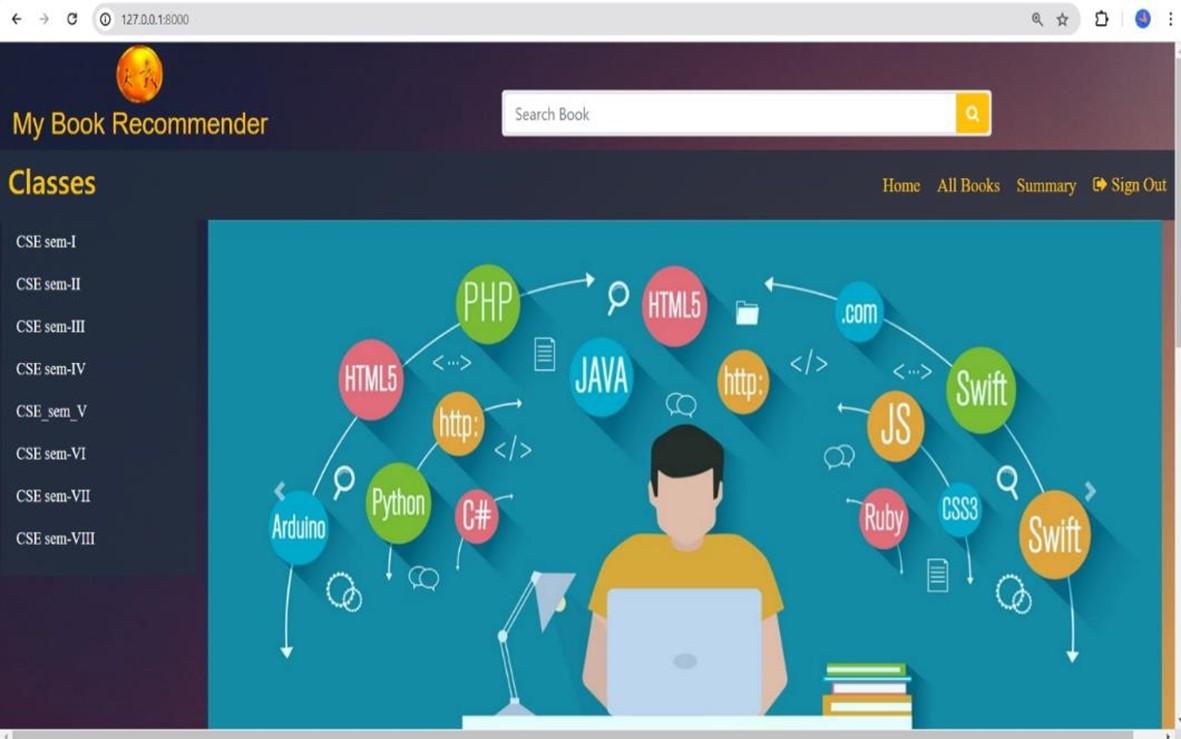 127.0.0.1:8000
My Book Recommender
Search Book
Classes
Home All Books Summary Sign Out
CSE sem-I
CSE sem-II
CSE sem-III
CSE sem-IV
CSE_sem_V
CSE sem-VI
CSE sem-VII
CSE sem-VIII
PHP
HTML5
.com
HTML5
JAVA
http:
Swift
http:
JS
Python
C#
Ruby
CSS3
Arduino
Swift